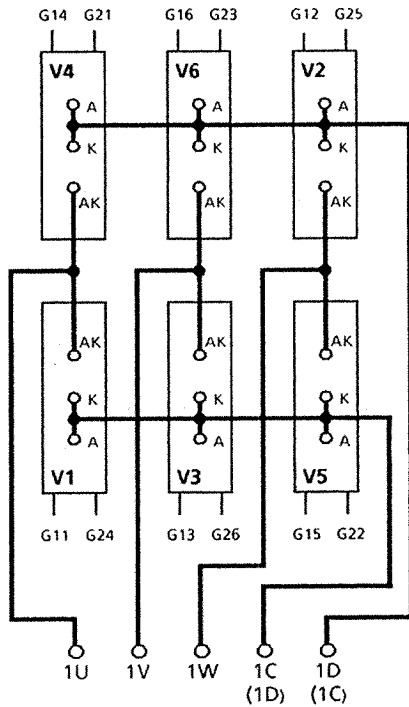 G14 G21 G16 G23 G12 G25
V4 V6 V2
A A A
K K K
AK AK AK
AK AK AK
K K K
A A A
V1 V3 V5
G11 G24 G13 G26 G15 G22
1U 1V 1W 1C 1D
(1D) (1C)